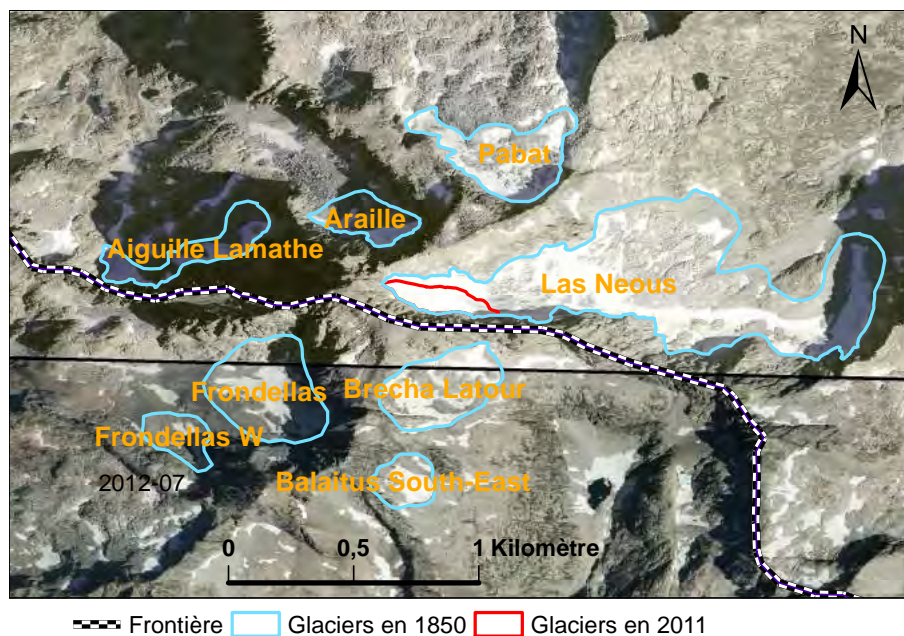 N
Pabat
Araille
Aiguille Lamathe
Las Neous
Frondellas
Brecha Latour
Frondellas W
2012-07
Balaitus South-East
0 0,5 1 Kilomètre
Frontière Glaciers en 1850 Glaciers en 2011